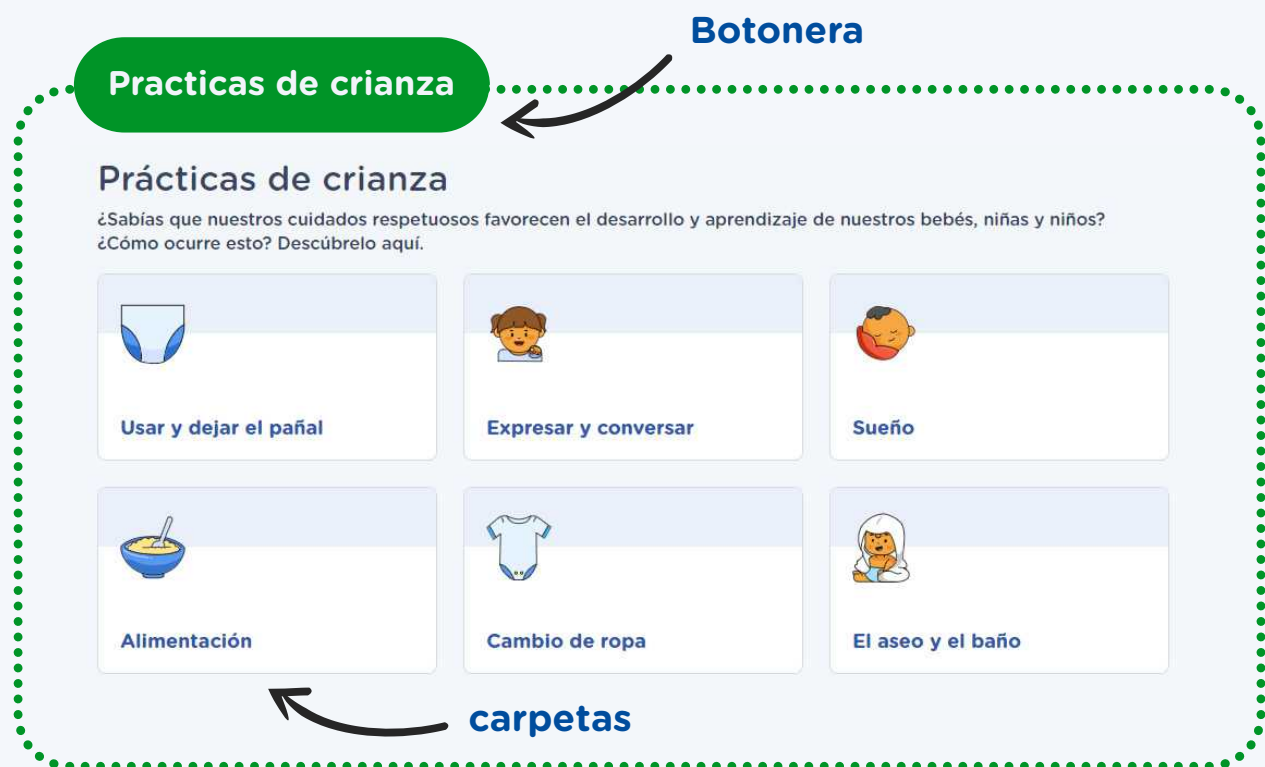 Botonera
Practicas de crianza
Prácticas de crianza
¿Sabías que nuestros cuidados respetuosos favorecen el desarrollo y aprendizaje de nuestros bebés, niñas y niños?
¿Cómo ocurre esto? Descúbrelo aquí.
Usar y dejar el pañal
Expresar y conversar
Sueño
Alimentación
Cambio de ropa
El aseo y el baño
carpetas